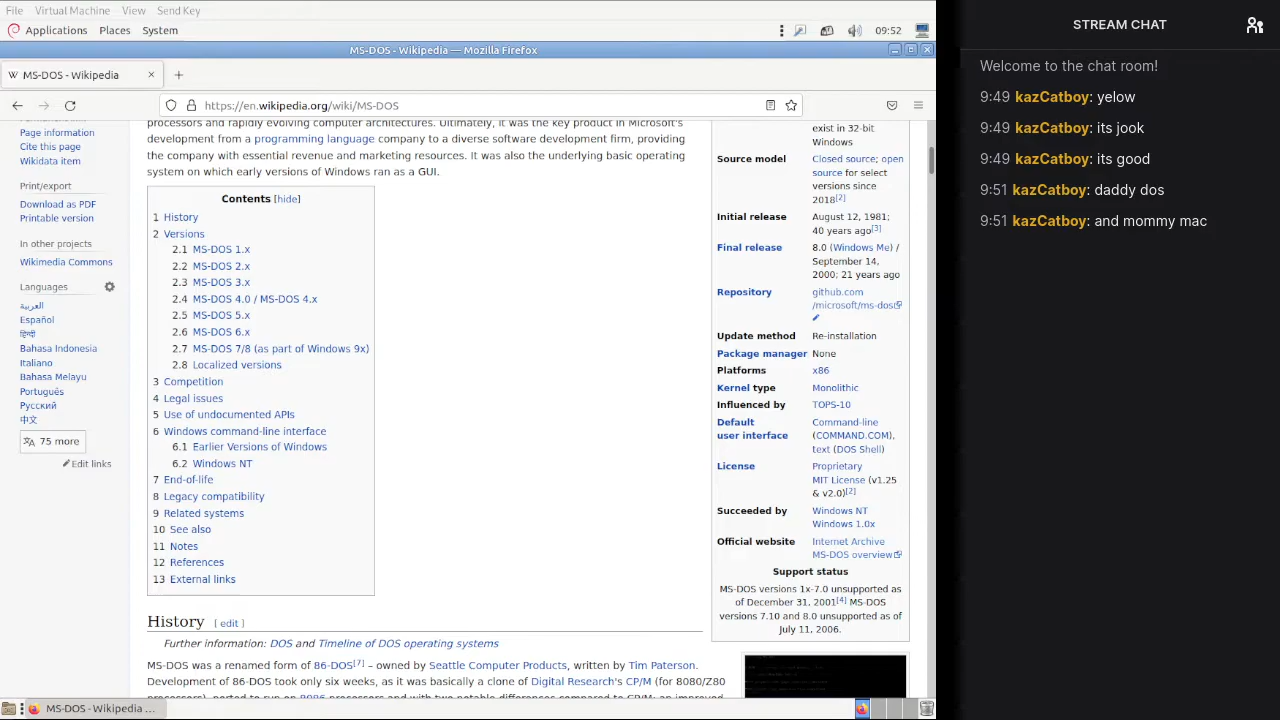 File Virtual Machine View Send Key
Applications Places System 09:52
MS-DOS - Wikipedia — Mozilla Firefox
W MS-DOS - Wikipedia × +
https://en.wikipedia.org/wiki/MS-DOS
Page information
Cite this page
Wikidata item
Print/export
Download as PDF
Printable version
In other projects
Wikimedia Commons
Languages
العربية
Español
हिन्दी
Bahasa Indonesia
Italiano
Bahasa Melayu
Português
Русский
中文
75 more
Edit links
processors and rapidly evolving computer architectures. Ultimately, it was the key product in Microsoft's
development from a programming language company to a diverse software development firm, providing
the company with essential revenue and marketing resources. It was also the underlying basic operating
system on which early versions of Windows ran as a GUI.
Contents [hide]
1 History
2 Versions
2.1 MS-DOS 1.x
2.2 MS-DOS 2.x
2.3 MS-DOS 3.x
2.4 MS-DOS 4.0 / MS-DOS 4.x
2.5 MS-DOS 5.x
2.6 MS-DOS 6.x
2.7 MS-DOS 7/8 (as part of Windows 9x)
2.8 Localized versions
3 Competition
4 Legal issues
5 Use of undocumented APIs
6 Windows command-line interface
6.1 Earlier Versions of Windows
6.2 Windows NT
7 End-of-life
8 Legacy compatibility
9 Related systems
10 See also
11 Notes
12 References
13 External links
History [ edit ]
Further information: DOS and Timeline of DOS operating systems
MS-DOS was a renamed form of 86-DOS[7] – owned by Seattle Computer Products, written by Tim Paterson.
Development of 86-DOS took only six weeks, as it was basically a clone of Digital Research's CP/M (for 8080/Z80
processors), ported to run on 8086 processors and with two notable differences compared to CP/M; an improved
exist in 32-bit
Windows
Source model Closed source; open
source for select
versions since
2018[2]
Initial release August 12, 1981;
40 years ago[3]
Final release 8.0 (Windows Me) /
September 14,
2000; 21 years ago
Repository github.com
/microsoft/ms-dos
Update method Re-installation
Package manager None
Platforms x86
Kernel type Monolithic
Influenced by TOPS-10
Default Command-line
user interface (COMMAND.COM),
text (DOS Shell)
License Proprietary
MIT License (v1.25
& v2.0)[2]
Succeeded by Windows NT
Windows 1.0x
Official website Internet Archive
MS-DOS overview
Support status
MS-DOS versions 1x-7.0 unsupported as
of December 31, 2001[4] MS-DOS
versions 7.10 and 8.0 unsupported as of
July 11, 2006.
MS-DOS - Wikipedia ...
STREAM CHAT
Welcome to the chat room!
9:49 kazCatboy: yelow
9:49 kazCatboy: its jook
9:49 kazCatboy: its good
9:51 kazCatboy: daddy dos
9:51 kazCatboy: and mommy mac